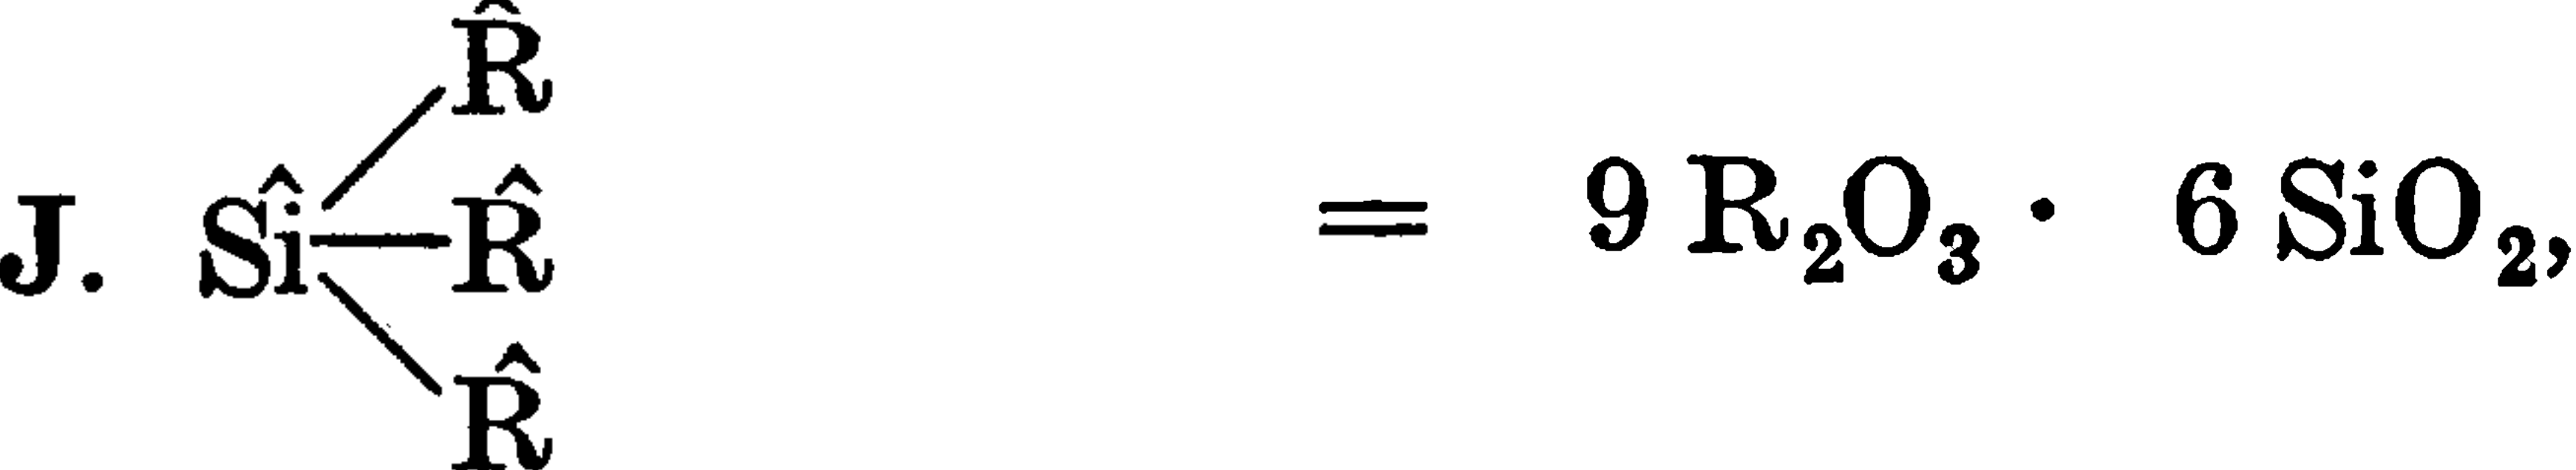 R̂
J. Sî R̂ = 9 R₂O₃ · 6 SiO₂,
R̂